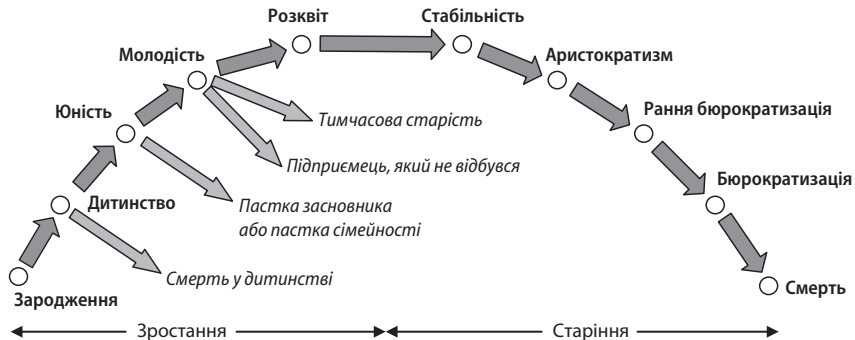 Розквіт
Стабільність
Молодість
Аристократизм
Юність
Тимчасова старість
Рання бюрократизація
Підприємець, який не відбувся
Бюрократизація
Дитинство
Пастка засновника
або пастка сімейності
Смерть у дитинстві
Зародження
Смерть
Зростання
Старіння